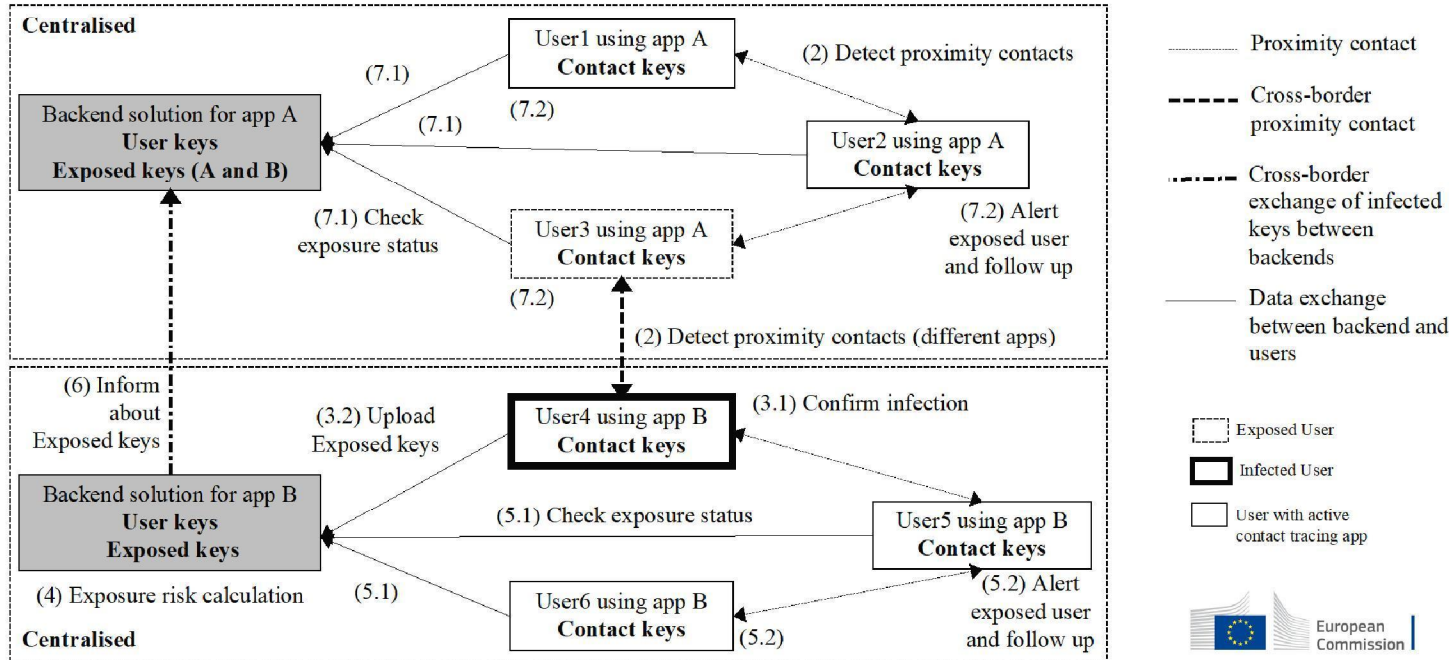 Centralised
User1 using app A
Contact keys
(2) Detect proximity contacts
(7.1)
(7.2)
Backend solution for app A
User keys
Exposed keys (A and B)
(7.1)
User2 using app A
Contact keys
(7.1) Check
exposure status
User3 using app A
Contact keys
(7.2) Alert
exposed user
and follow up
(7.2)
(2) Detect proximity contacts (different apps)
(6) Inform
about
Exposed keys
(3.2) Upload
Exposed keys
User4 using app B
Contact keys
(3.1) Confirm infection
Backend solution for app B
User keys
Exposed keys
(5.1) Check exposure status
User5 using app B
Contact keys
(4) Exposure risk calculation
(5.1)
User6 using app B
Contact keys
(5.2) Alert
exposed user
and follow up
(5.2)
Centralised
Proximity contact
Cross-border
proximity contact
Cross-border
exchange of infected
keys between
backends
Data exchange
between backend and
users
Exposed User
Infected User
User with active
contact tracing app
European
Commission